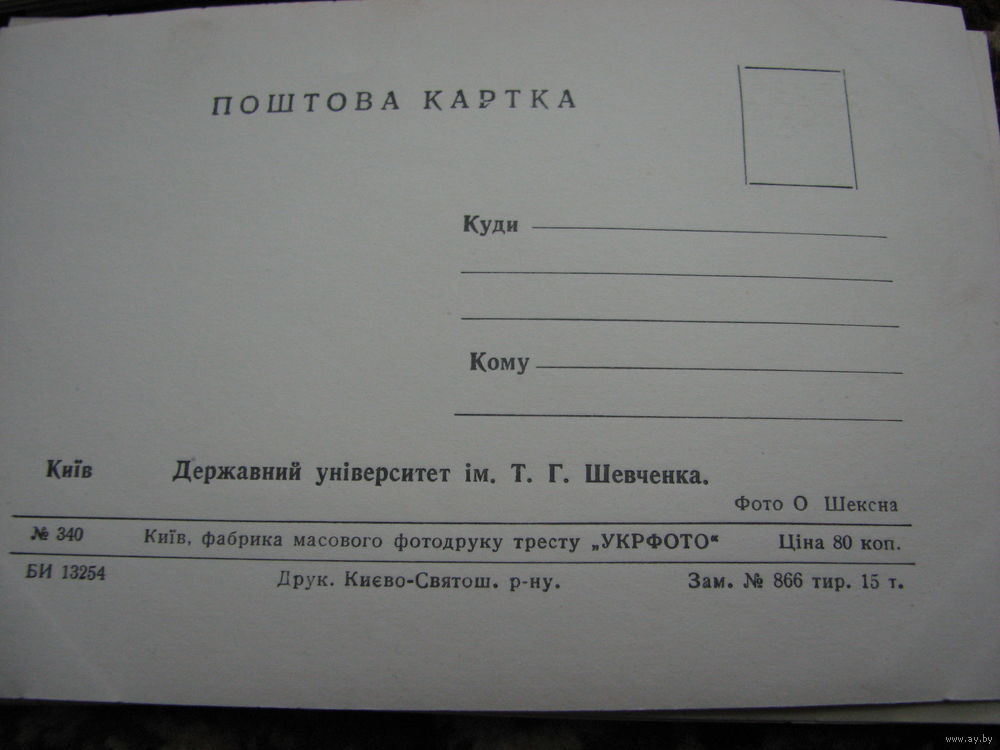 ПОШТОВА КАРТКА
Куди
Кому
Київ Державний університет ім. Т. Г. Шевченка.
Фото О Шексна
№ 340 Київ, фабрика масового фотодруку тресту „УКРФОТО“ Ціна 80 коп.
БИ 13254 Друк. Києво-Святош. р-ну. Зам. № 866 тир. 15 т.
www.ay.by